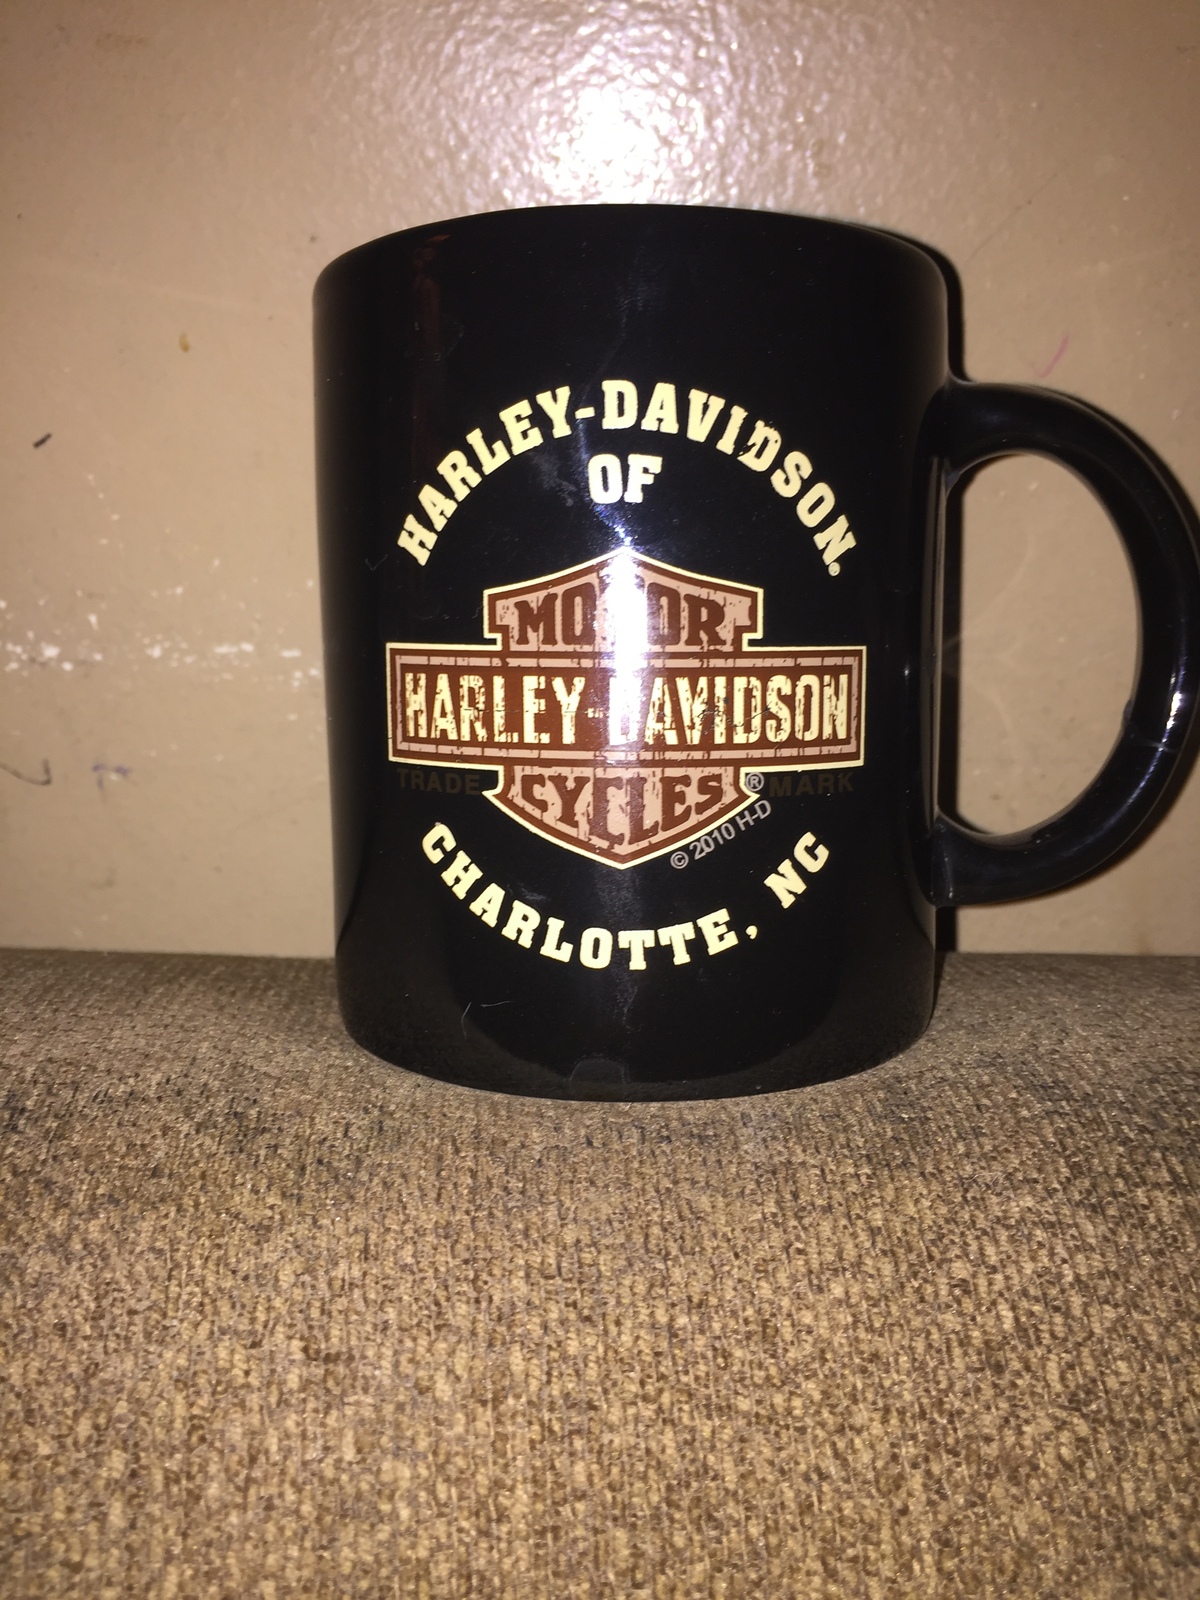 HARLEY-DAVIDSON®
OF
MOTOR
HARLEY-DAVIDSON
CYCLES
TRADE ® MARK
© 2010 H-D
CHARLOTTE, NC